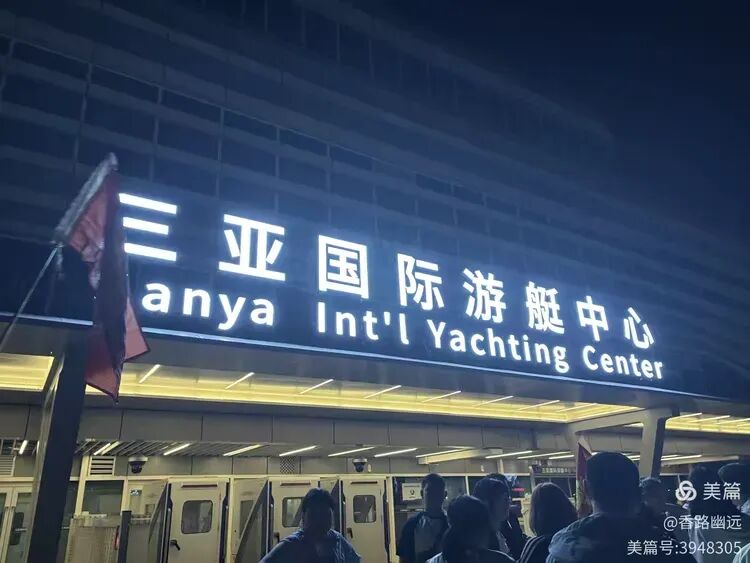 三亚国际游艇中心
anya Int'l Yachting Center
美篇
@香路幽远
美篇号:3948305